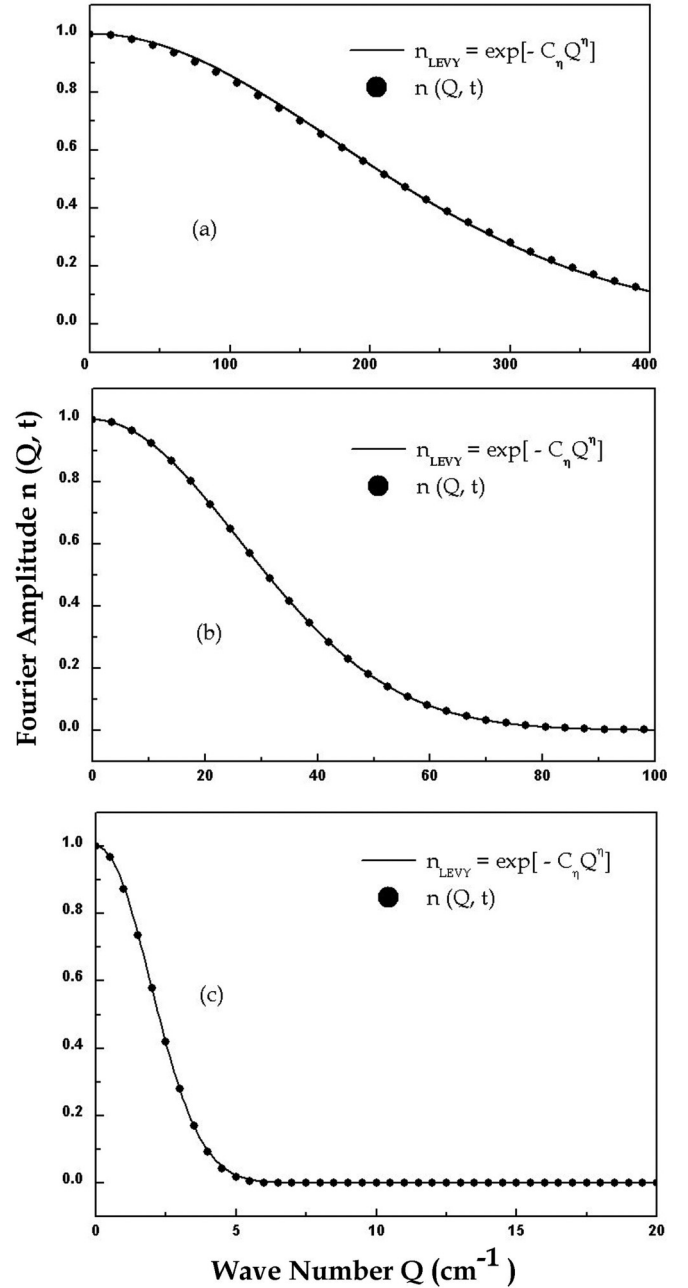 Fourier Amplitude n (Q, t)
1.0
0.8
0.6
0.4
0.2
0.0
n_LEVY = exp[- C_η Q^η]
n (Q, t)
(a)
0 100 200 300 400
1.0
0.8
0.6
0.4
0.2
0.0
n_LEVY = exp[ - C_η Q^η]
n (Q, t)
(b)
0 20 40 60 80 100
1.0
0.8
0.6
0.4
0.2
0.0
n_LEVY = exp[ - C_η Q^η]
n (Q, t)
(c)
0 5 10 15 20
Wave Number Q (cm^-1)